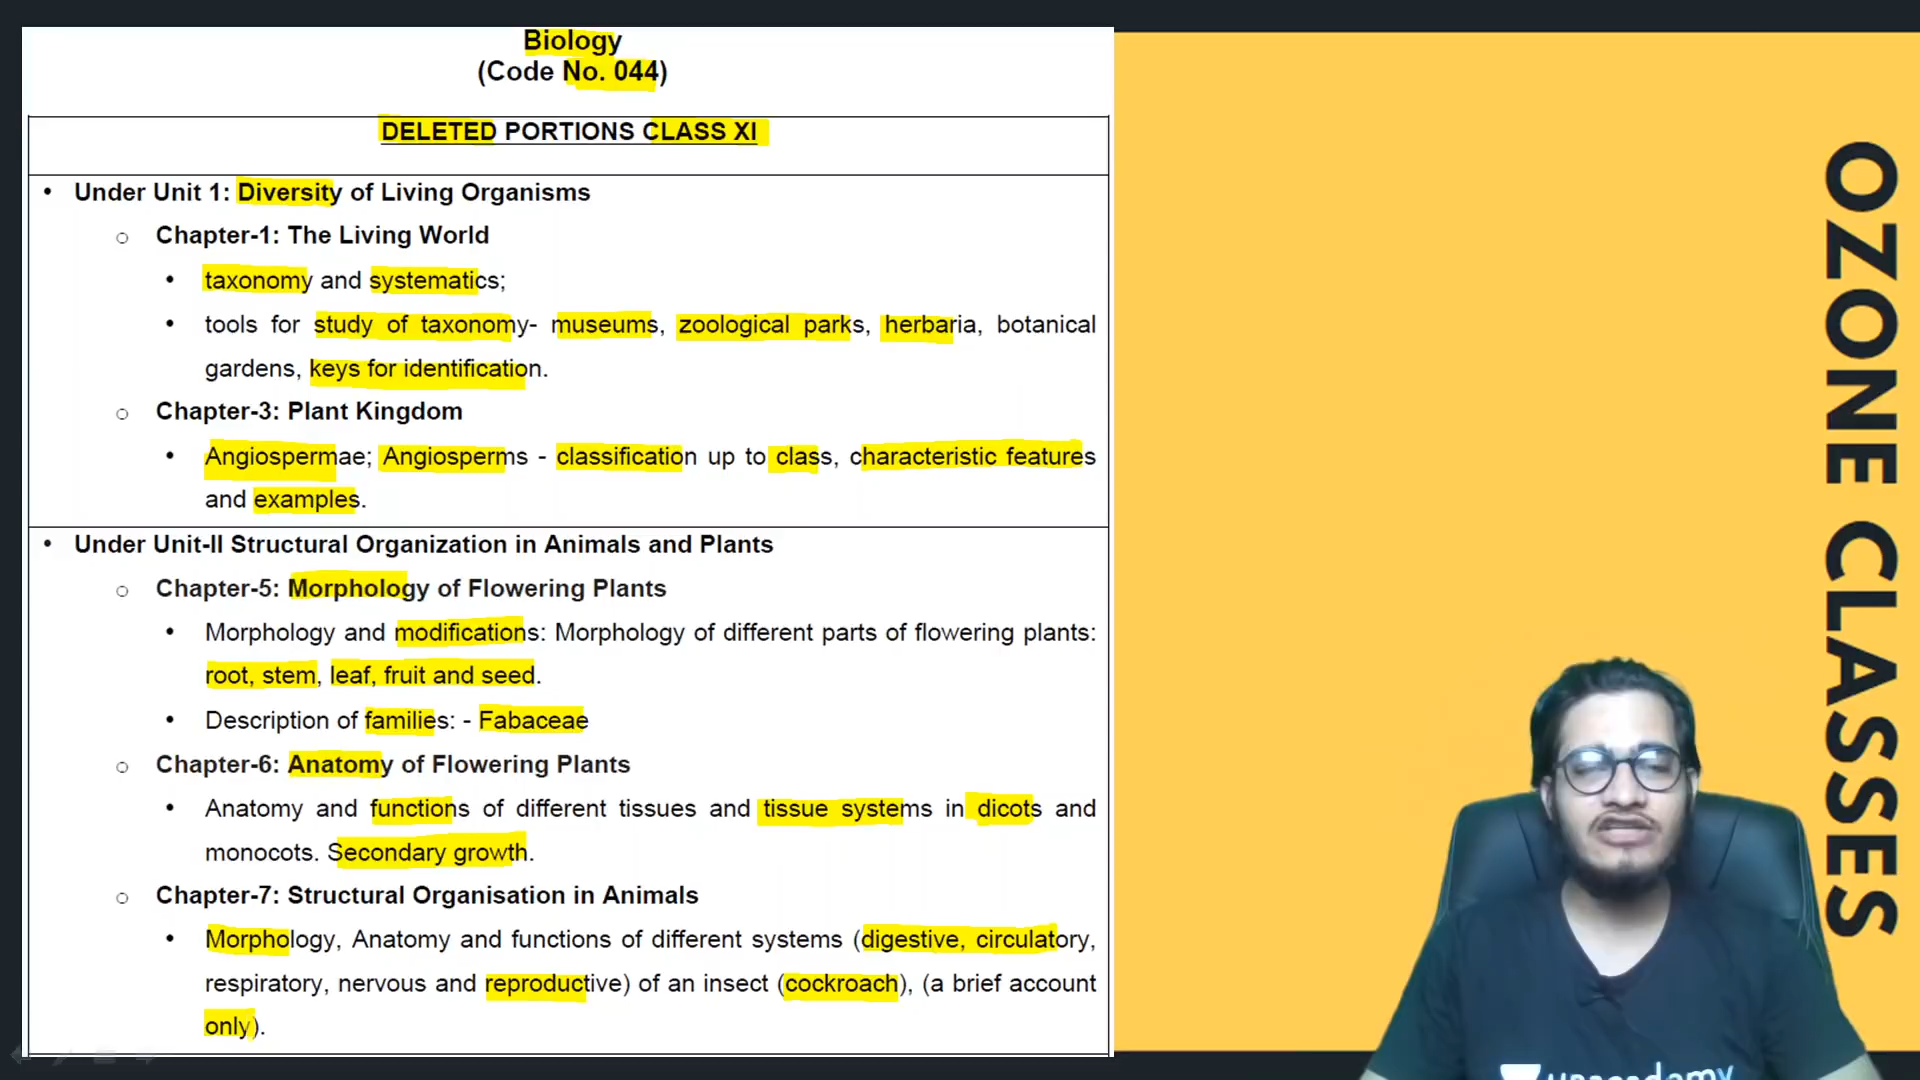 Biology
(Code No. 044)
DELETED PORTIONS CLASS XI
• Under Unit 1: Diversity of Living Organisms
o Chapter-1: The Living World
• taxonomy and systematics;
• tools for study of taxonomy- museums, zoological parks, herbaria, botanical
gardens, keys for identification.
o Chapter-3: Plant Kingdom
• Angiospermae; Angiosperms - classification up to class, characteristic features
and examples.
• Under Unit-II Structural Organization in Animals and Plants
o Chapter-5: Morphology of Flowering Plants
• Morphology and modifications: Morphology of different parts of flowering plants:
root, stem, leaf, fruit and seed.
• Description of families: - Fabaceae
o Chapter-6: Anatomy of Flowering Plants
• Anatomy and functions of different tissues and tissue systems in dicots and
monocots. Secondary growth.
o Chapter-7: Structural Organisation in Animals
• Morphology, Anatomy and functions of different systems (digestive, circulatory,
respiratory, nervous and reproductive) of an insect (cockroach), (a brief account
only).
OZONE CLASSES
unacademy